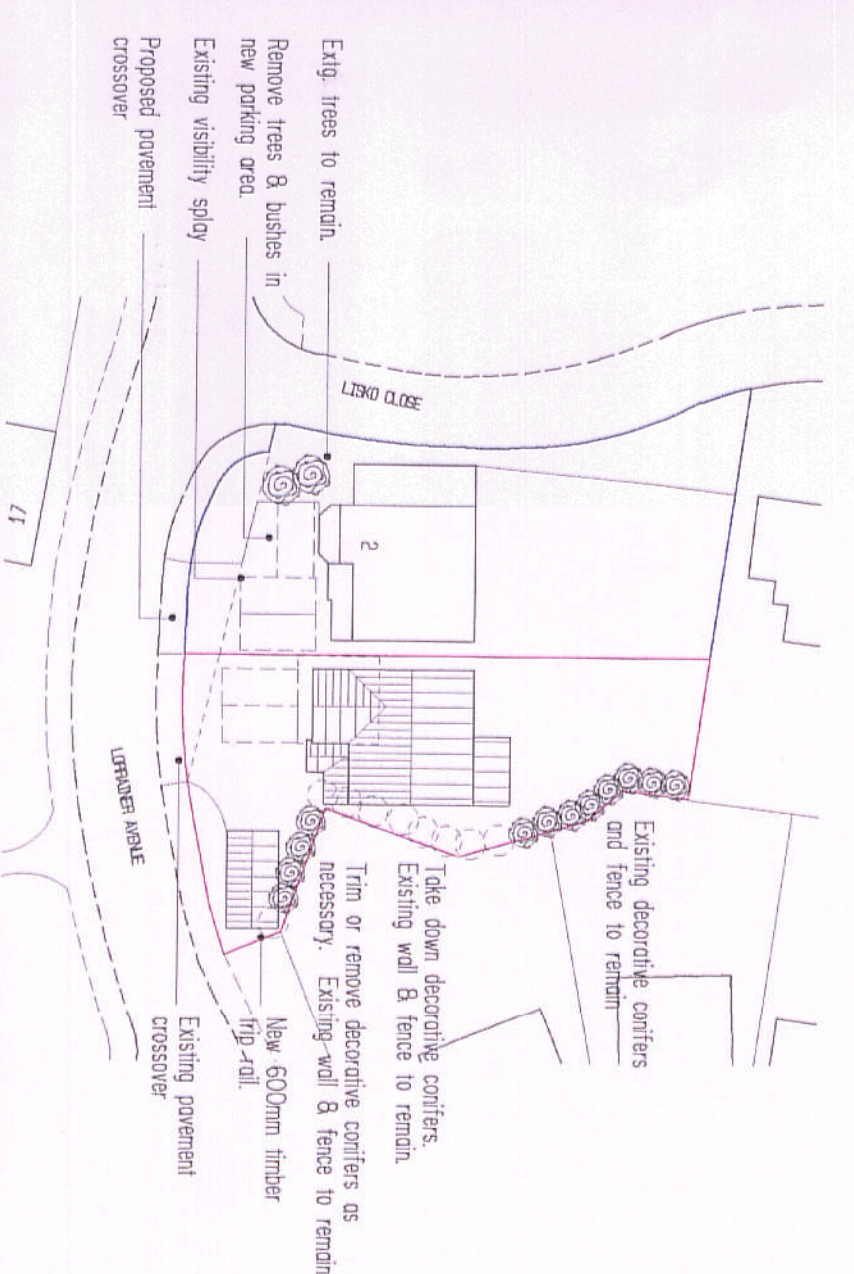 Extg. trees to remain.
Remove trees & bushes in
new parking area.
Existing visibility splay
Proposed pavement
crossover
LISKO CLOSE
2
17
LORRAINER AVENUE
Existing decorative conifers
and fence to remain
Take down decorative conifers.
Existing wall & fence to remain.
Trim or remove decorative conifers as
necessary. Existing wall & fence to remain
New 600mm timber
trip rail.
Existing pavement
crossover